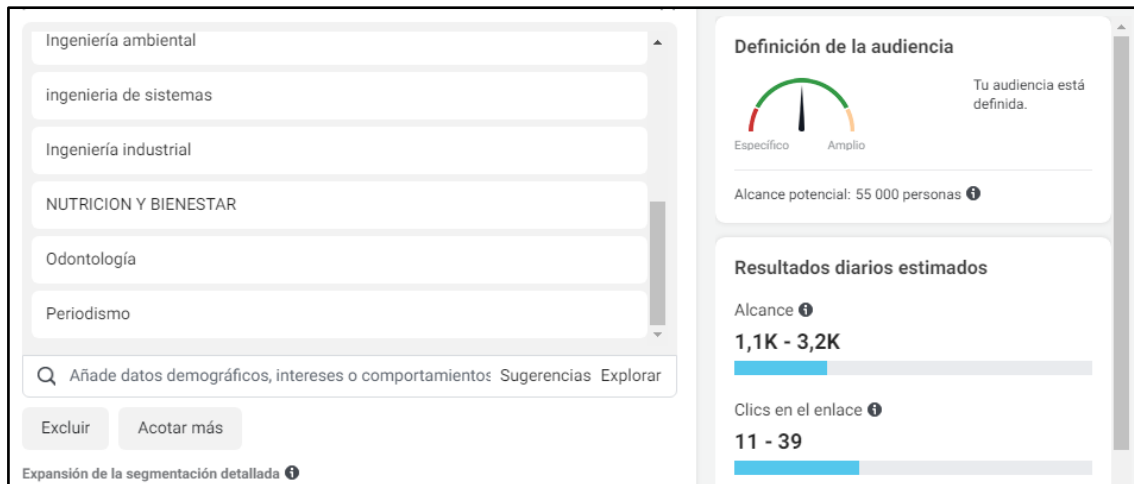 Ingeniería ambiental
ingenieria de sistemas
Ingeniería industrial
NUTRICION Y BIENESTAR
Odontología
Periodismo
Añade datos demográficos, intereses o comportamientos Sugerencias Explorar
Excluir Acotar más
Expansión de la segmentación detallada
Definición de la audiencia
Tu audiencia está
definida.
Específico Amplio
Alcance potencial: 55 000 personas
Resultados diarios estimados
Alcance
1,1K - 3,2K
Clics en el enlace
11 - 39